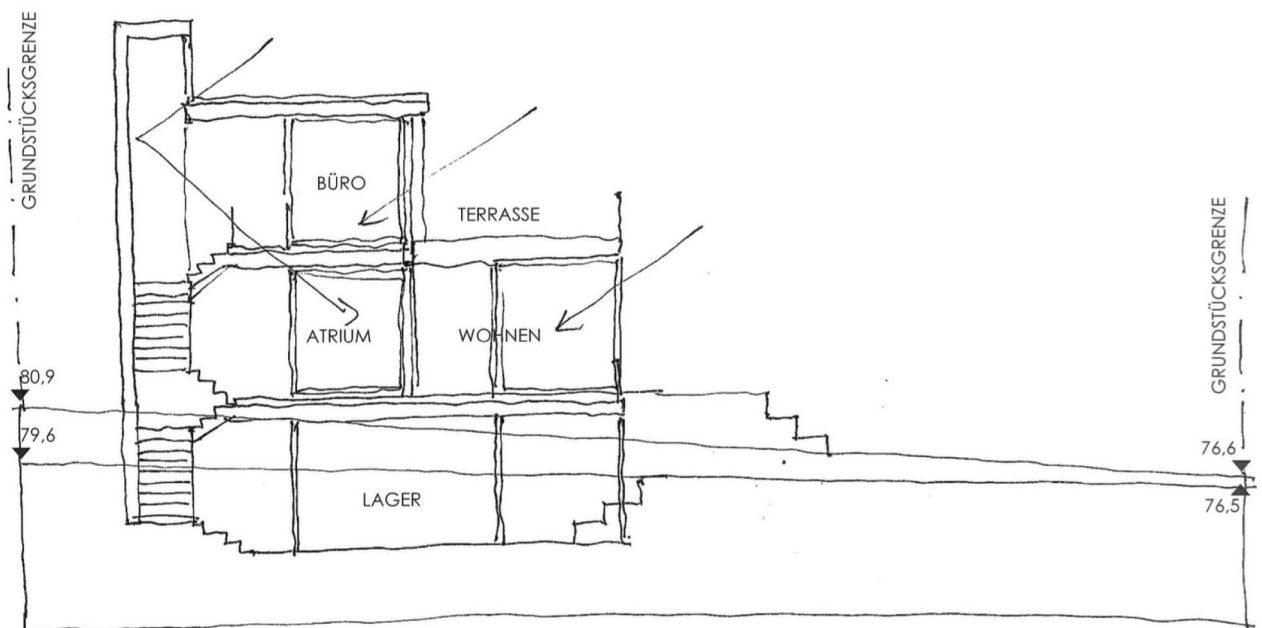 GRUNDSTÜCKSGRENZE
BÜRO
TERRASSE
GRUNDSTÜCKSGRENZE
ATRIUM
WOHNEN
80,9
79,6
76,6
LAGER
76,5